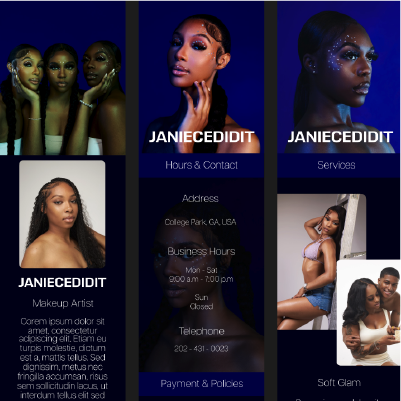 JANIECEDIDIT
Makeup Artist
Corem ipsum dolor sit
amet, consectetur
adipiscing elit. Etiam eu
turpis molestie, dictum
est a, mattis tellus. Sed
dignissim, metus nec
fringilla accumsan, risus
sem sollicitudin lacus, ut
interdum tellus elit sed
JANIECEDIDIT
Hours & Contact
Address
College Park, GA, USA
Business Hours
Mon - Sat
9:00 a.m - 7:00 p.m
Sun
Closed
Telephone
202 - 431 - 0023
Payment & Policies
JANIECEDIDIT
Services
Soft Glam